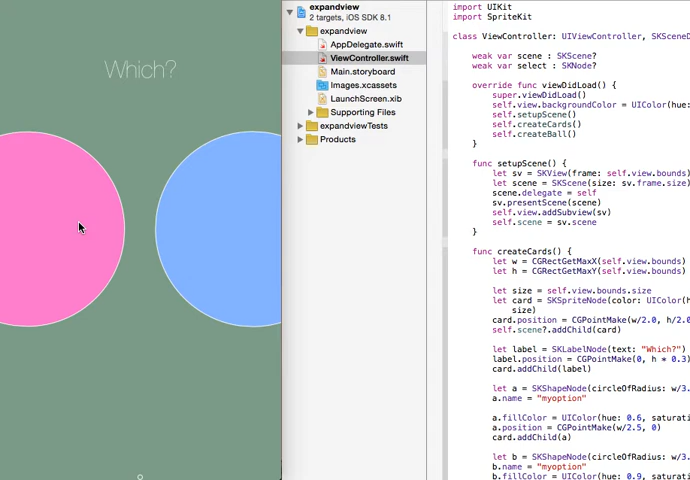 Which?
expandview
2 targets, iOS SDK 8.1
expandview
AppDelegate.swift
ViewController.swift
Main.storyboard
Images.xcassets
LaunchScreen.xib
Supporting Files
expandviewTests
Products
import UIKit
import SpriteKit
class ViewController: UIViewController, SKSceneD
weak var scene : SKScene?
weak var select : SKNode?
override func viewDidLoad() {
super.viewDidLoad()
self.view.backgroundColor = UIColor(hue:
self.setupScene()
self.createCards()
self.createBall()
}
func setupScene() {
let sv = SKView(frame: self.view.bounds)
let scene = SKScene(size: sv.frame.size)
scene.delegate = self
sv.presentScene(scene)
self.view.addSubview(sv)
self.scene = sv.scene
}
func createCards() {
let w = CGRectGetMaxX(self.view.bounds)
let h = CGRectGetMaxY(self.view.bounds)
let size = self.view.bounds.size
let card = SKSpriteNode(color: UIColor(h
size)
card.position = CGPointMake(w/2.0, h/2.0
self.scene?.addChild(card)
let label = SKLabelNode(text: "Which?")
label.position = CGPointMake(0, h * 0.3)
card.addChild(label)
let a = SKShapeNode(circleOfRadius: w/3.
a.name = "myoption"
a.fillColor = UIColor(hue: 0.6, saturati
a.position = CGPointMake(w/2.5, 0)
card.addChild(a)
let b = SKShapeNode(circleOfRadius: w/3.
b.name = "myoption"
b.fillColor = UIColor(hue: 0.9, saturati